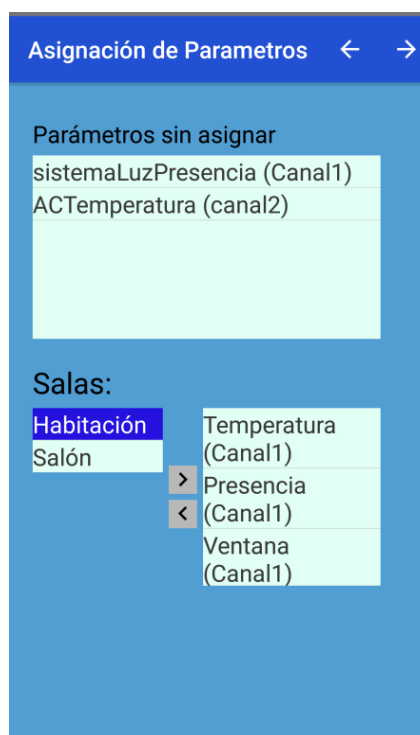 Asignación de Parametros ← →
Parámetros sin asignar
sistemaLuzPresencia (Canal1)
ACTemperatura (canal2)
Salas:
Habitación
Salón
>
<
Temperatura
(Canal1)
Presencia
(Canal1)
Ventana
(Canal1)